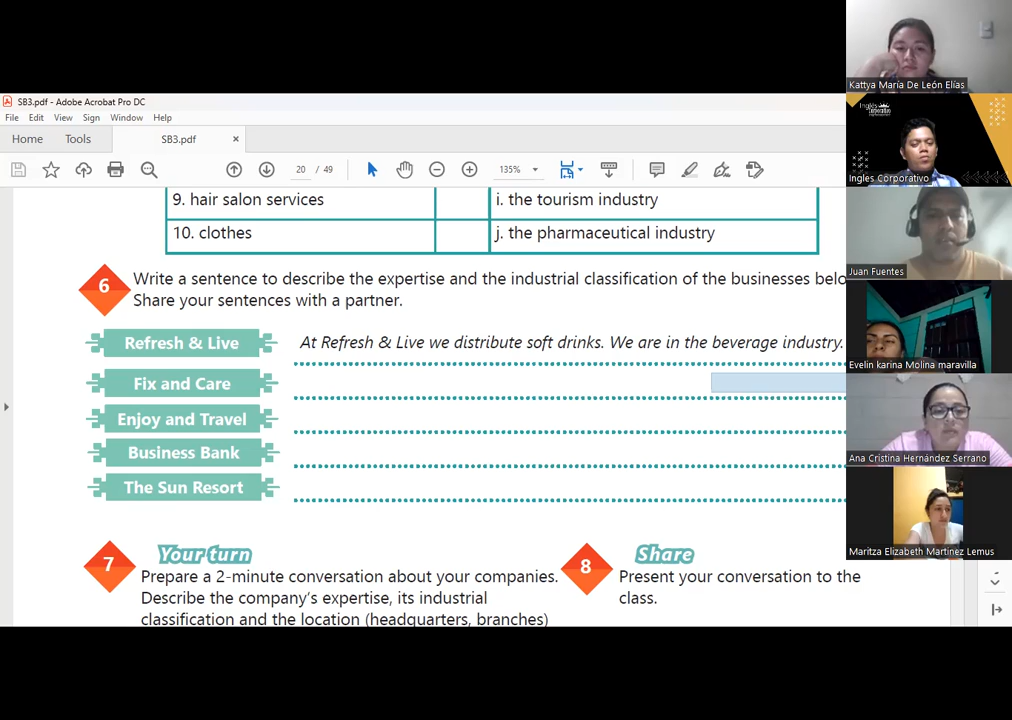 SB3.pdf - Adobe Acrobat Pro DC
File Edit View Sign Window Help
Home Tools SB3.pdf ×
20 / 49 135%
9. hair salon services i. the tourism industry
10. clothes j. the pharmaceutical industry
6 Write a sentence to describe the expertise and the industrial classification of the businesses belo
Share your sentences with a partner.
Refresh & Live At Refresh & Live we distribute soft drinks. We are in the beverage industry.
Fix and Care
Enjoy and Travel
Business Bank
The Sun Resort
7 Your turn
Prepare a 2-minute conversation about your companies.
Describe the company's expertise, its industrial
classification and the location (headquarters, branches)
8 Share
Present your conversation to the
class.
Kattya María De León Elías
Inglés
Corporativo
Ingles Corporativo
Juan Fuentes
Evelin karina Molina maravilla
Ana Cristina Hernández Serrano
Maritza Elizabeth Martinez Lemus